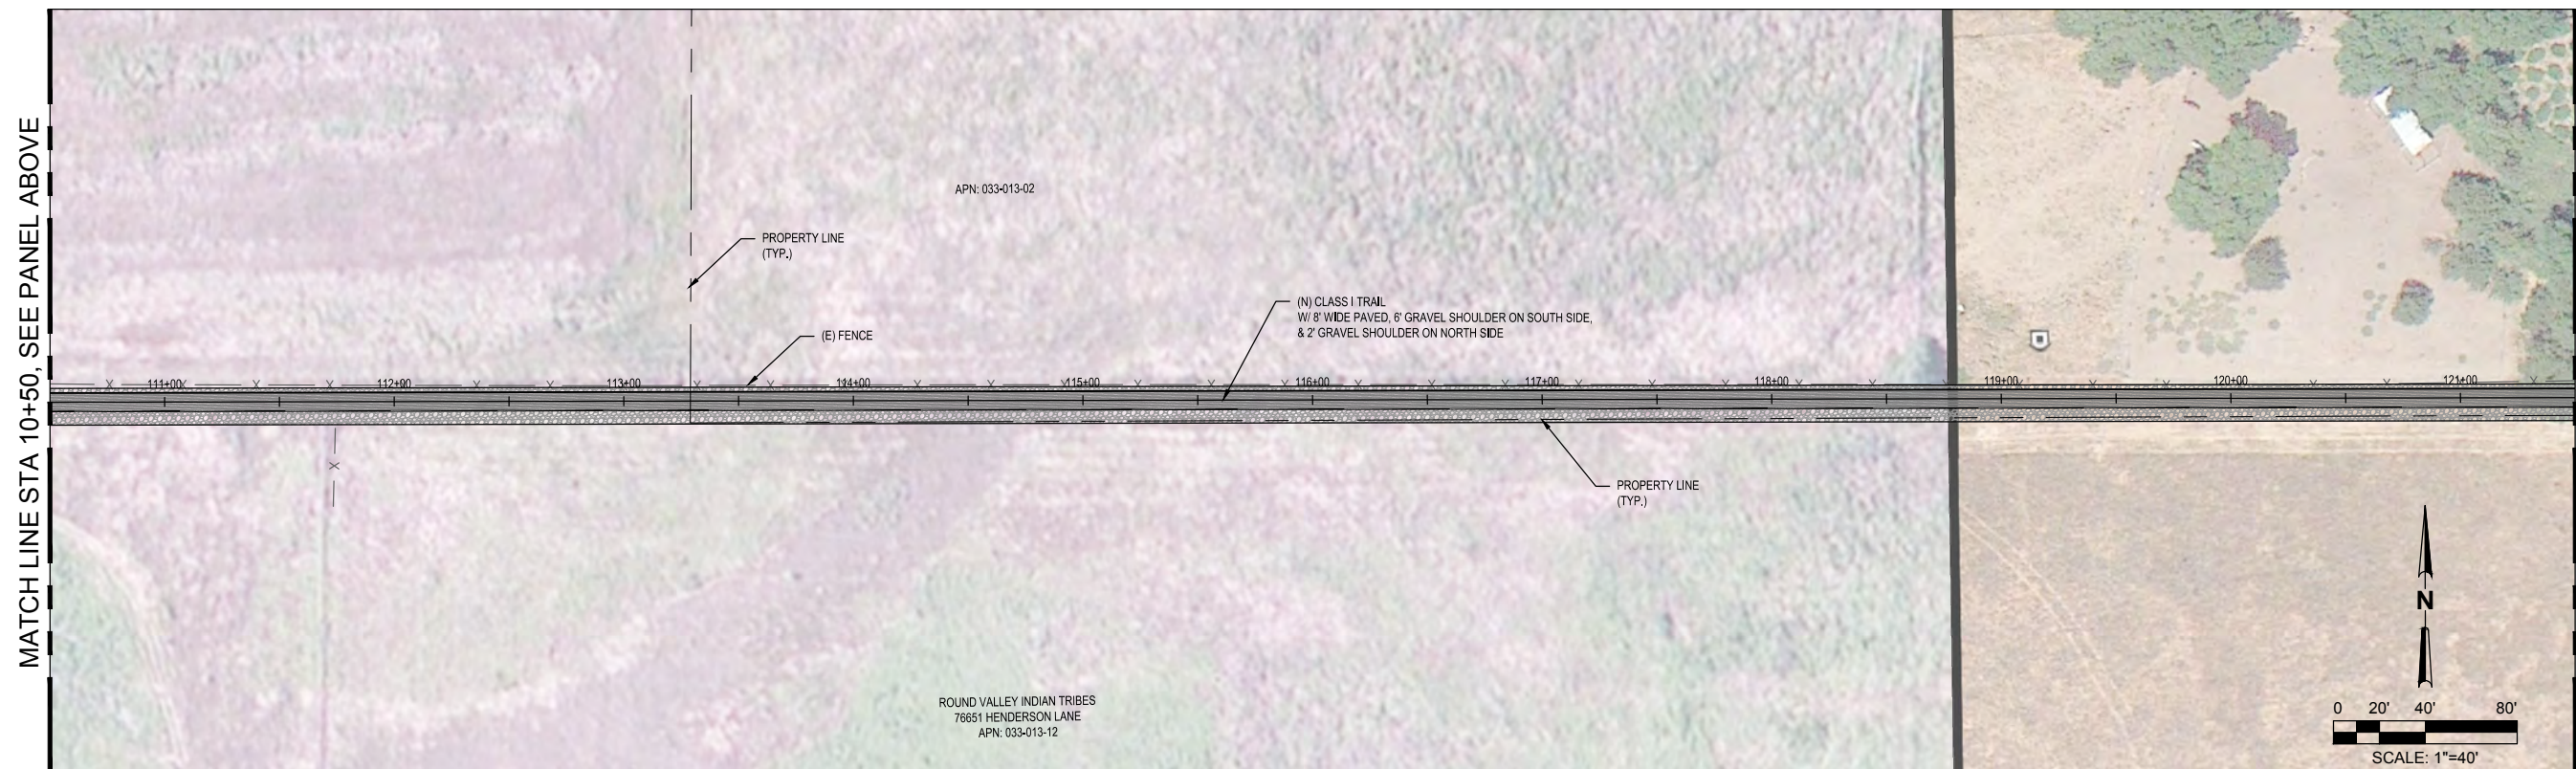 MATCH LINE STA 10+50, SEE PANEL ABOVE
APN: 033-013-02
PROPERTY LINE
(TYP.)
(N) CLASS I TRAIL
W/ 8' WIDE PAVED, 6' GRAVEL SHOULDER ON SOUTH SIDE,
& 2' GRAVEL SHOULDER ON NORTH SIDE
(E) FENCE
111+00 112+00 113+00 114+00 115+00 116+00 117+00 118+00 119+00 120+00 121+00
PROPERTY LINE
(TYP.)
N
ROUND VALLEY INDIAN TRIBES
76651 HENDERSON LANE
APN: 033-013-12
0 20' 40' 80'
SCALE: 1"=40'